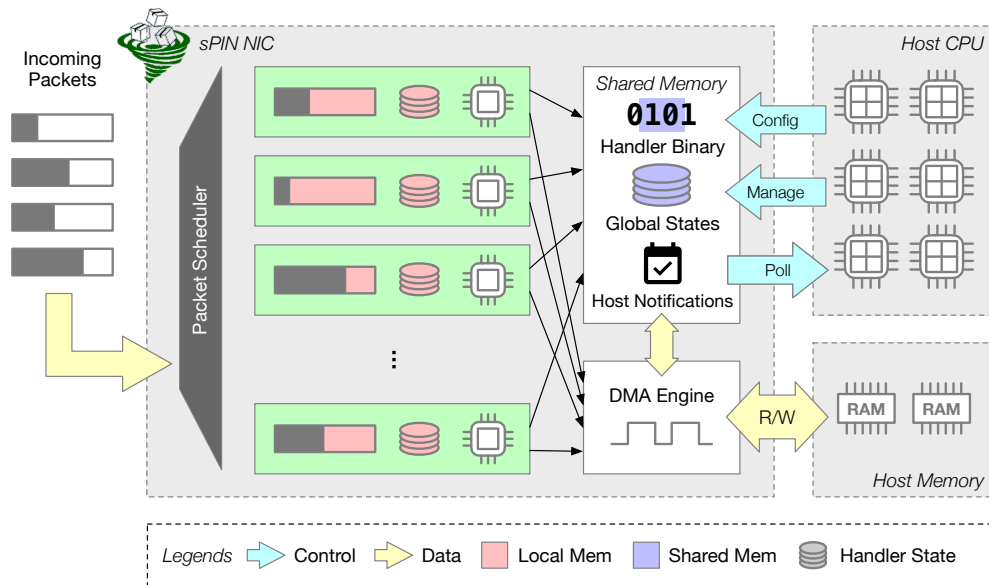 sPIN NIC
Incoming
Packets
Packet Scheduler
...
Shared Memory
0101
Handler Binary
Global States
Host Notifications
DMA Engine
Config
Manage
Poll
R/W
Host CPU
RAM
RAM
Host Memory
Legends
Control
Data
Local Mem
Shared Mem
Handler State